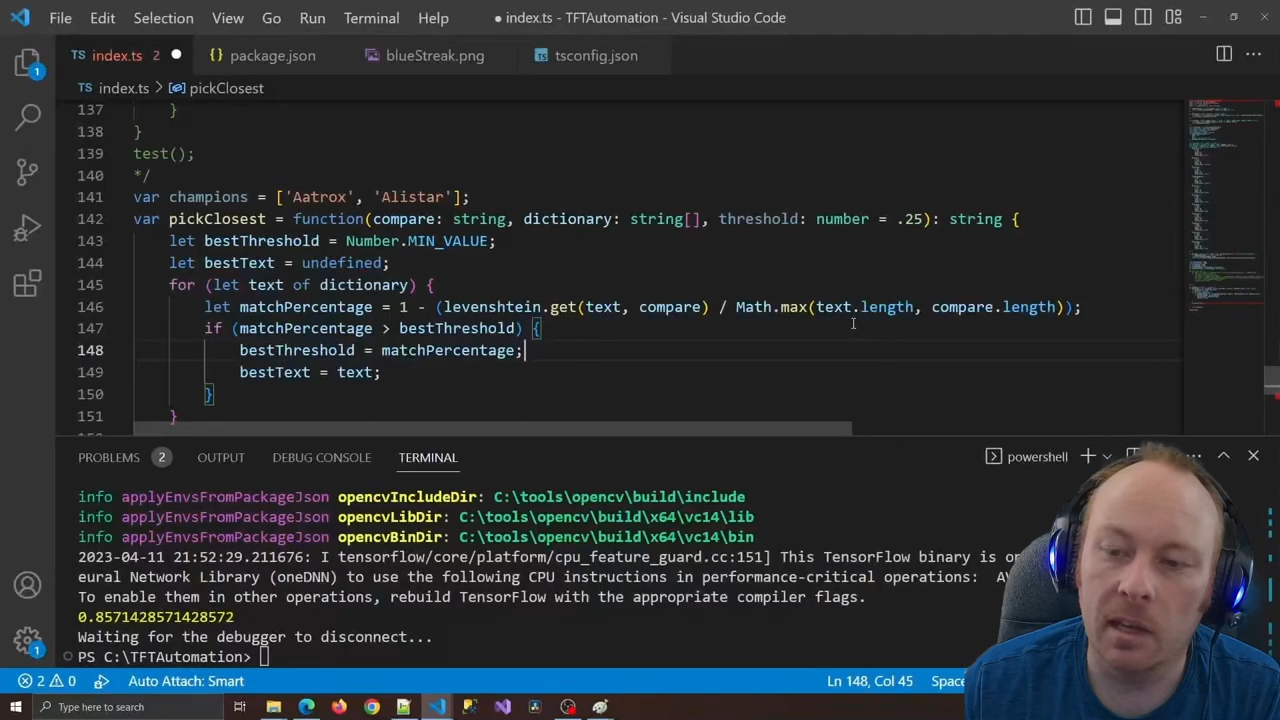 File Edit Selection View Go Run Terminal Help
● index.ts - TFTAutomation - Visual Studio Code
TS index.ts 2 ● {} package.json blueStreak.png TS tsconfig.json
TS index.ts > pickClosest
137 }
138 }
139 test();
140 */
141 var champions = ['Aatrox', 'Alistar'];
142 var pickClosest = function(compare: string, dictionary: string[], threshold: number = .25): string {
143 let bestThreshold = Number.MIN_VALUE;
144 let bestText = undefined;
145 for (let text of dictionary) {
146 let matchPercentage = 1 - (levenshtein.get(text, compare) / Math.max(text.length, compare.length));
147 if (matchPercentage > bestThreshold) {
148 bestThreshold = matchPercentage;
149 bestText = text;
150 }
151 }
PROBLEMS 2 OUTPUT DEBUG CONSOLE TERMINAL powershell
info applyEnvsFromPackageJson opencvIncludeDir: C:\tools\opencv\build\include
info applyEnvsFromPackageJson opencvLibDir: C:\tools\opencv\build\x64\vc14\lib
info applyEnvsFromPackageJson opencvBinDir: C:\tools\opencv\build\x64\vc14\bin
2023-04-11 21:52:29.211676: I tensorflow/core/platform/cpu_feature_guard.cc:151] This TensorFlow binary is o
eural Network Library (oneDNN) to use the following CPU instructions in performance-critical operations: AV
To enable them in other operations, rebuild TensorFlow with the appropriate compiler flags.
0.8571428571428572
Waiting for the debugger to disconnect...
PS C:\TFTAutomation>
2 0 Auto Attach: Smart Ln 148, Col 45
Type here to search